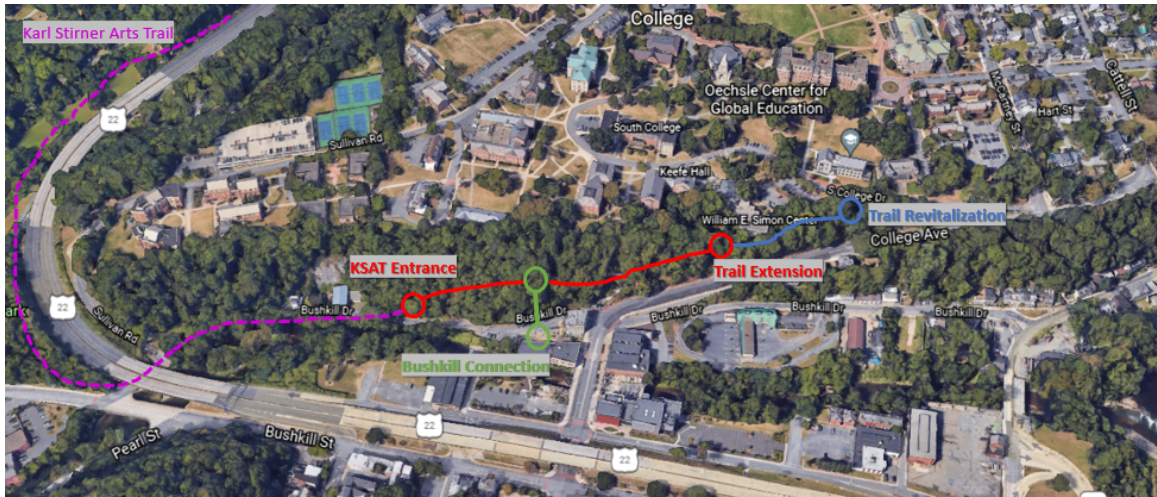 College
Karl Stirner Arts Trail
22
Oechsle Center for
Global Education
McCartney St
Cattell St
Hart St
South College
Sullivan Rd
Keefe Hall
S College Dr
William E. Simon Center
Trail Revitalization
College Ave
KSAT Entrance
Trail Extension
22
Sullivan Rd
Bushkill Dr
Bushkill Dr
Bushkill Dr
Bushkill Dr
Bushkill Dr
Bushkill Connection
22
Pearl St
Bushkill St
22